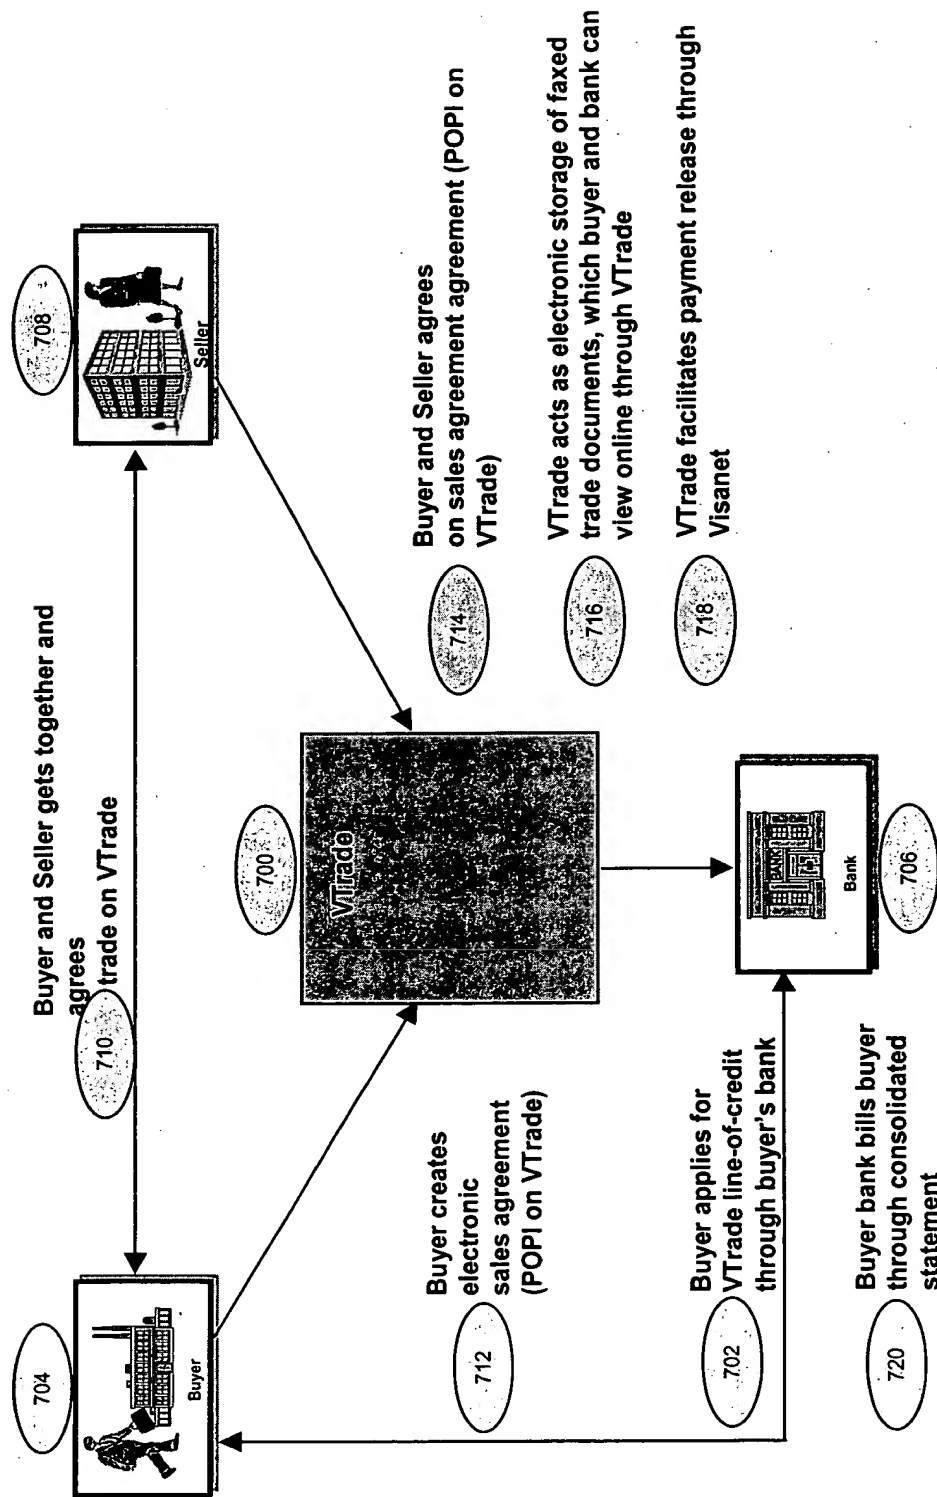 704
Buyer
Buyer and Seller gets together and
agrees
710
trade on VTrade
708
Seller
700
VTrade
712
Buyer creates
electronic
sales agreement
(POPI on VTrade)
714
Buyer and Seller agrees
on sales agreement agreement (POPI on
VTrade)
716
VTrade acts as electronic storage of faxed
trade documents, which buyer and bank can
view online through VTrade
718
VTrade facilitates payment release through
Visanet
702
Buyer applies for
VTrade line-of-credit
through buyer's bank
BANK
Bank
706
720
Buyer bank bills buyer
through consolidated
statement